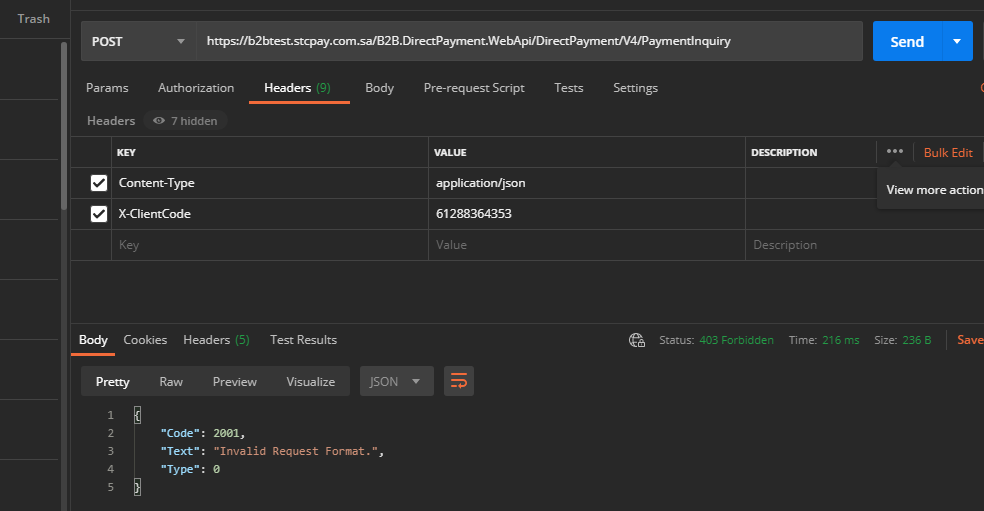 Trash
POST https://b2btest.stcpay.com.sa/B2B.DirectPayment.WebApi/DirectPayment/V4/PaymentInquiry Send
Params Authorization Headers (9) Body Pre-request Script Tests Settings
Headers 7 hidden
KEY VALUE DESCRIPTION ••• Bulk Edit
Content-Type application/json
View more action
X-ClientCode 61288364353
Key Value Description
Body Cookies Headers (5) Test Results Status: 403 Forbidden Time: 216 ms Size: 236 B Save
Pretty Raw Preview Visualize JSON
1 {
2 "Code": 2001,
3 "Text": "Invalid Request Format.",
4 "Type": 0
5 }